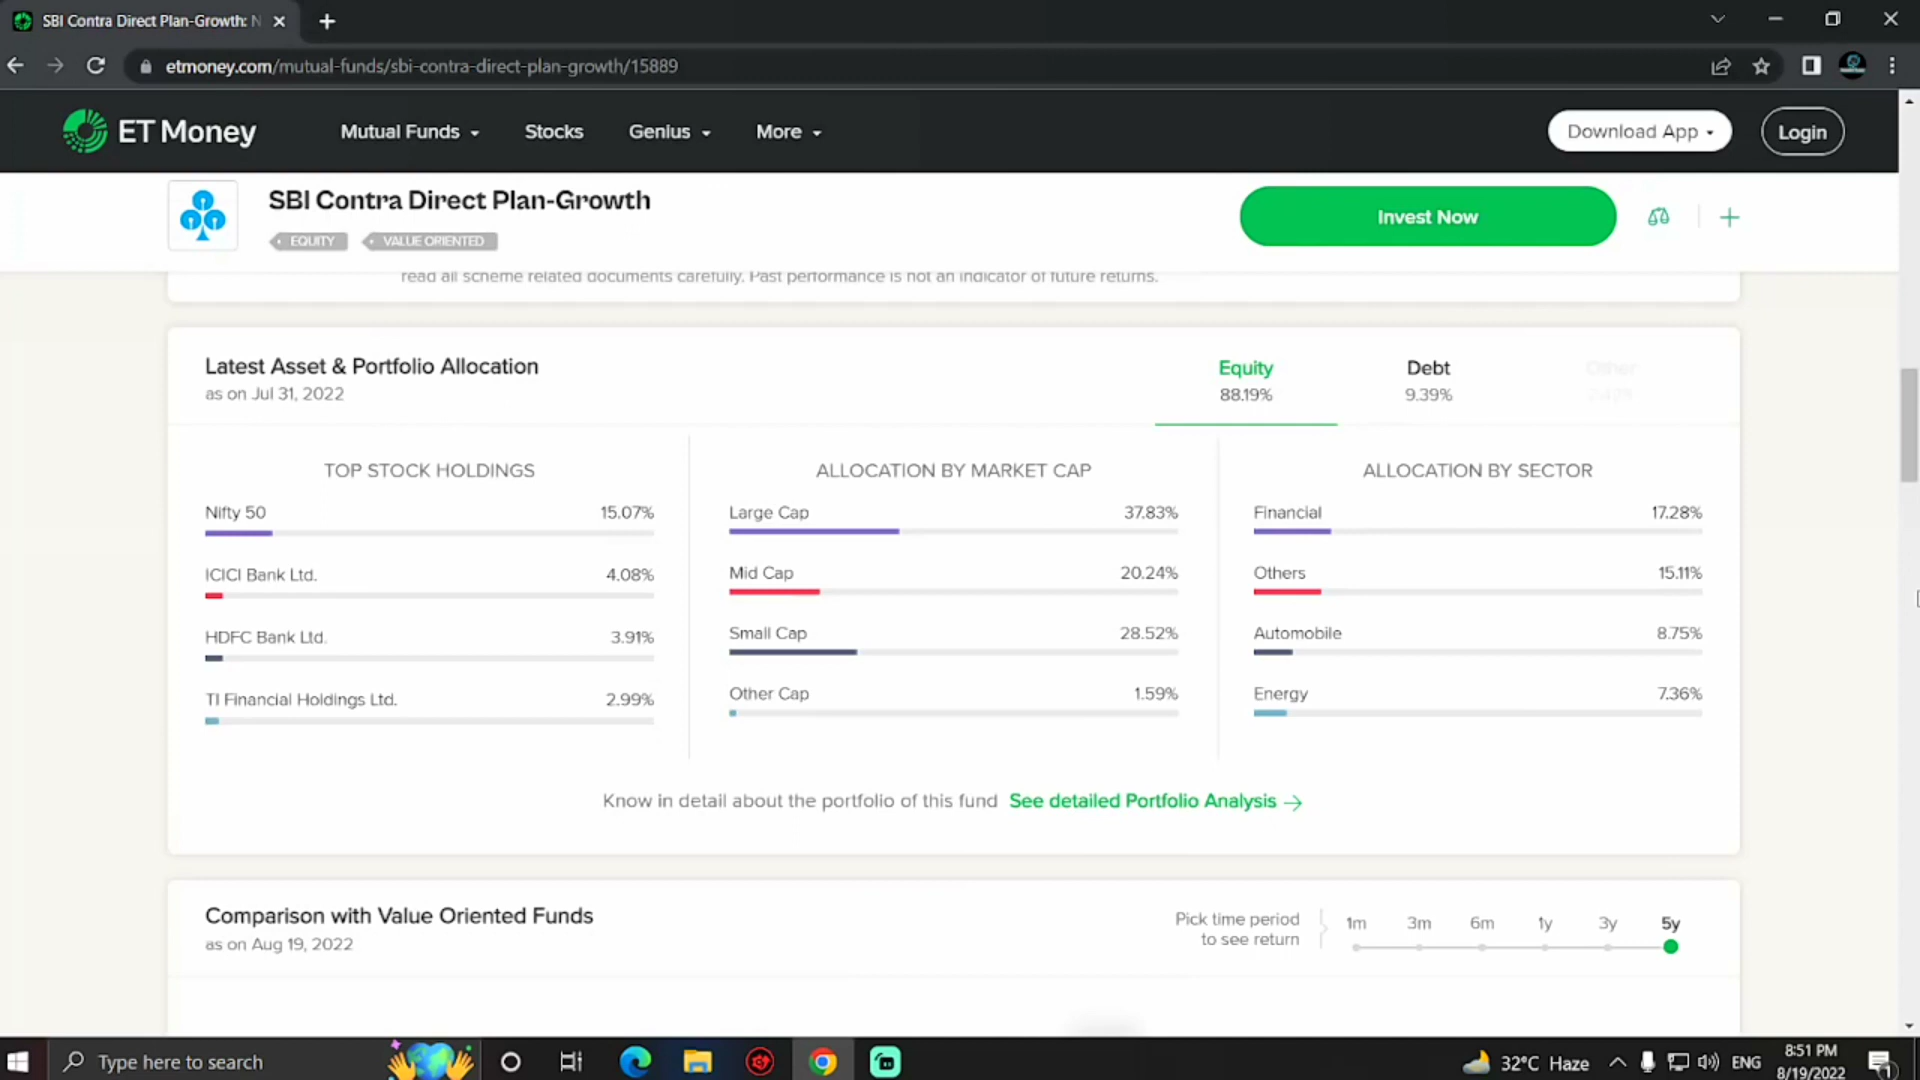 SBI Contra Direct Plan-Growth: N
etmoney.com/mutual-funds/sbi-contra-direct-plan-growth/15889
ET Money
Mutual Funds
Stocks
Genius
More
Download App
Login
SBI Contra Direct Plan-Growth
EQUITY
VALUE ORIENTED
Invest Now
read all scheme related documents carefully. Past performance is not an indicator of future returns.
Latest Asset & Portfolio Allocation
as on Jul 31, 2022
Equity
88.19%
Debt
9.39%
Other
TOP STOCK HOLDINGS
Nifty 50 15.07%
ICICI Bank Ltd. 4.08%
HDFC Bank Ltd. 3.91%
TI Financial Holdings Ltd. 2.99%
ALLOCATION BY MARKET CAP
Large Cap 37.83%
Mid Cap 20.24%
Small Cap 28.52%
Other Cap 1.59%
ALLOCATION BY SECTOR
Financial 17.28%
Others 15.11%
Automobile 8.75%
Energy 7.36%
Know in detail about the portfolio of this fund See detailed Portfolio Analysis →
Comparison with Value Oriented Funds
as on Aug 19, 2022
Pick time period
to see return
1m 3m 6m 1y 3y 5y
Type here to search
32°C Haze
ENG
8:51 PM
8/19/2022